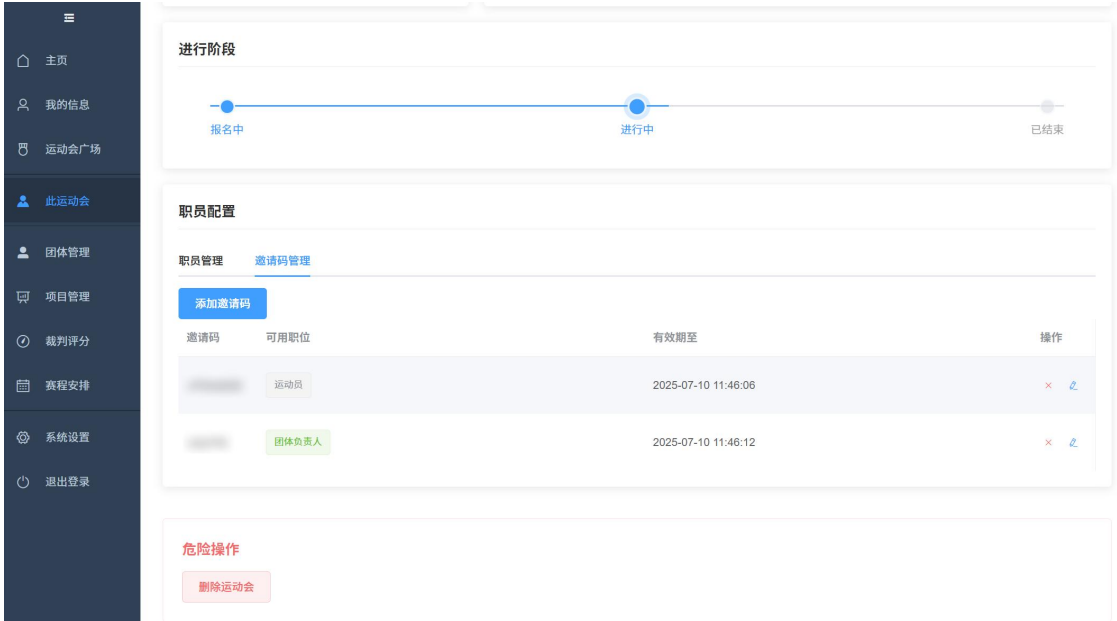 主页
我的信息
运动会广场
此运动会
团体管理
项目管理
裁判评分
赛程安排
系统设置
退出登录
进行阶段
报名中 进行中 已结束
职员配置
职员管理 邀请码管理
添加邀请码
邀请码 可用职位 有效期至 操作
运动员 2025-07-10 11:46:06
团体负责人 2025-07-10 11:46:12
危险操作
删除运动会